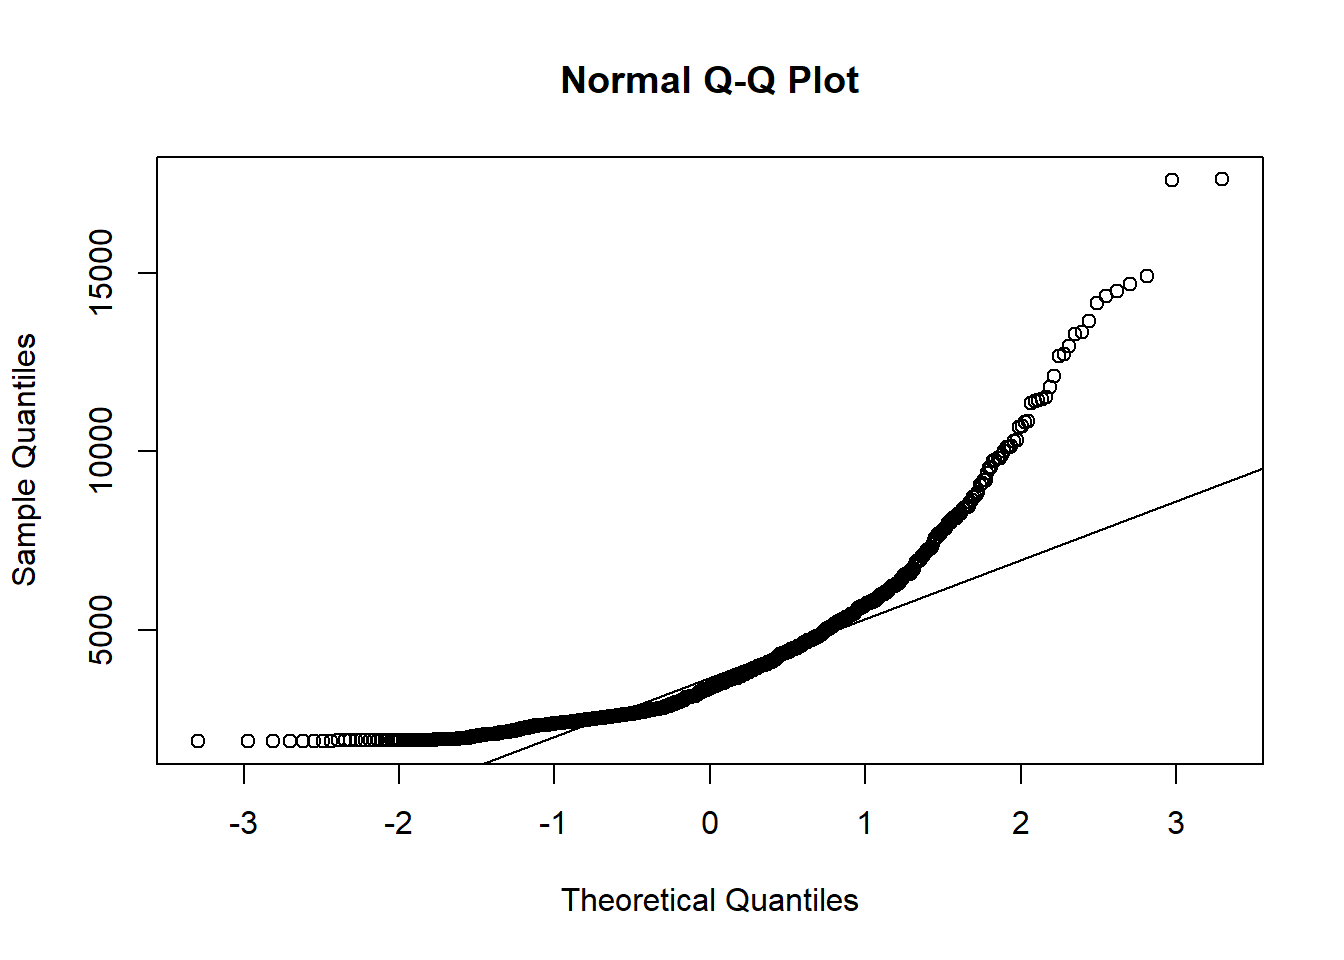 Normal Q-Q Plot
Sample Quantiles
15000
10000
5000
-3 -2 -1 0 1 2 3
Theoretical Quantiles